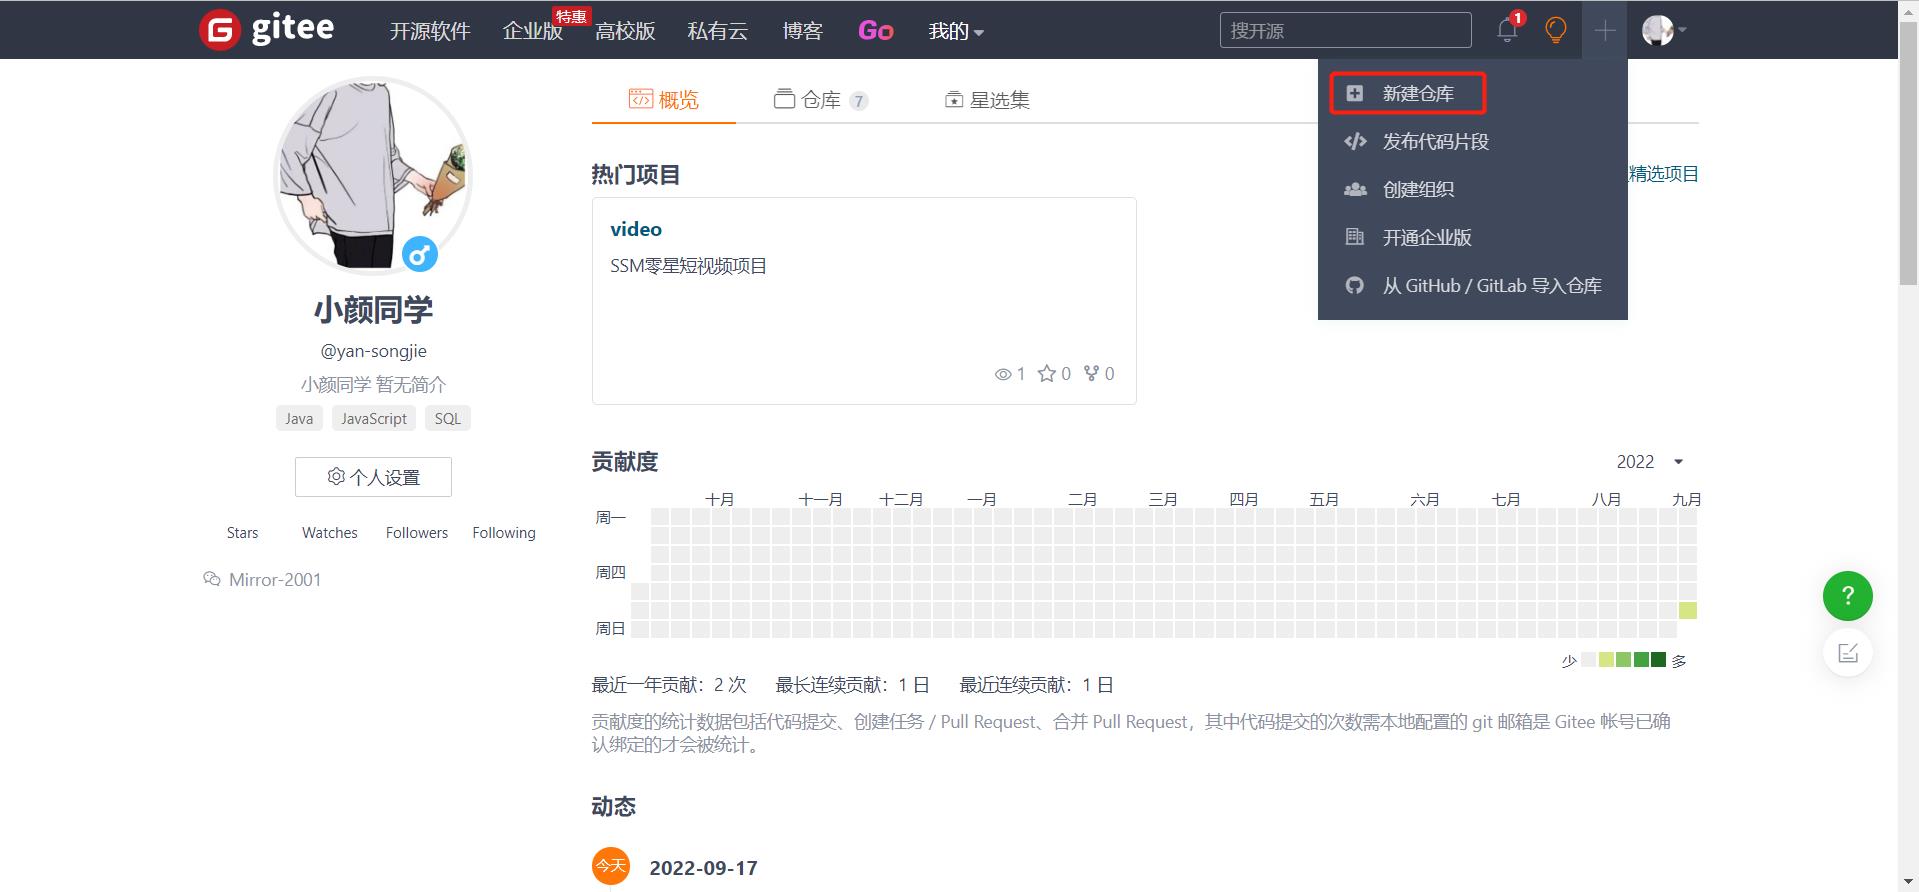 gitee
开源软件 企业版 特惠 高校版 私有云 博客 Go 我的 搜开源 1
新建仓库
发布代码片段
创建组织
开通企业版
从 GitHub / GitLab 导入仓库
小颜同学
@yan-songjie
小颜同学 暂无简介
Java JavaScript SQL
个人设置
Stars Watches Followers Following
Mirror-2001
概览 仓库 7 星选集
热门项目 精选项目
video
SSM零星短视频项目
1 0 0
贡献度 2022
十月 十一月 十二月 一月 二月 三月 四月 五月 六月 七月 八月 九月
周一
周四
周日
少 多
最近一年贡献：2 次 最长连续贡献：1 日 最近连续贡献：1 日
贡献度的统计数据包括代码提交、创建任务 / Pull Request、合并 Pull Request，其中代码提交的次数需本地配置的 git 邮箱是 Gitee 帐号已确
认绑定的才会被统计。
动态
今天 2022-09-17
?